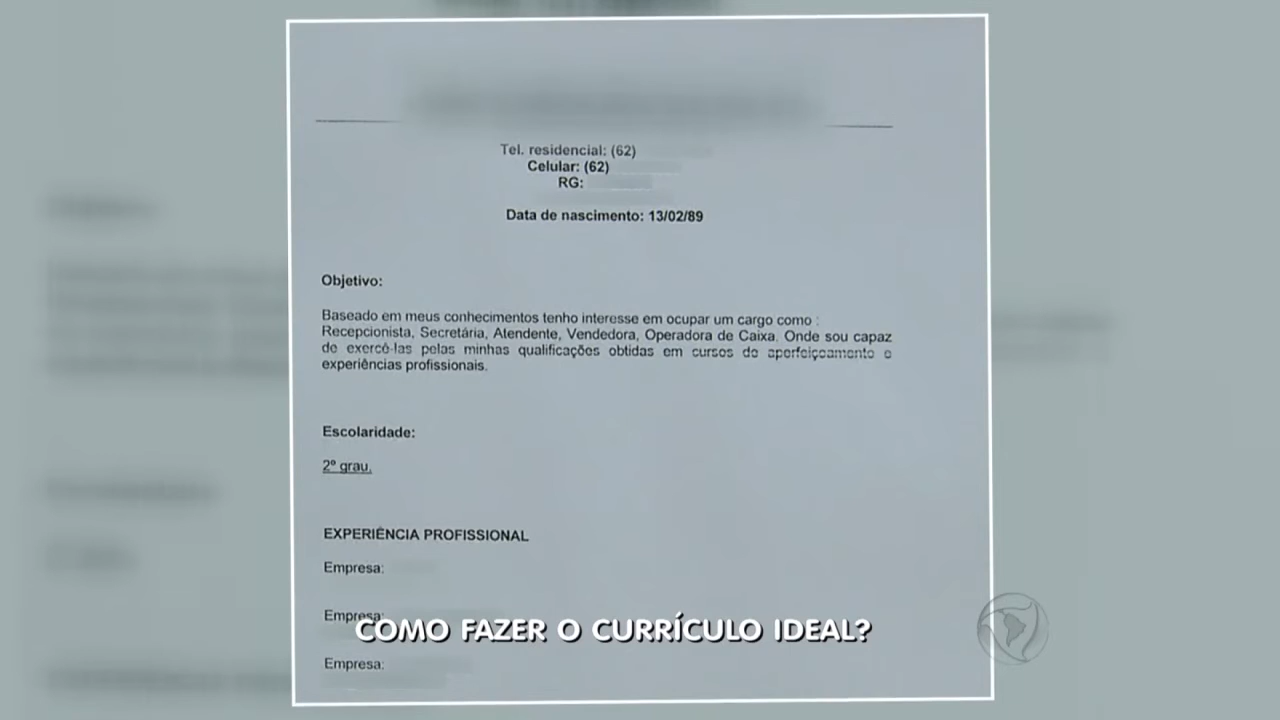 Tel. residencial: (62)
Celular: (62)
RG:
Data de nascimento: 13/02/89
Objetivo:
Baseado em meus conhecimentos tenho interesse em ocupar um cargo como :
Recepcionista, Secretária, Atendente, Vendedora, Operadora de Caixa. Onde sou capaz
de exercê-las pelas minhas qualificações obtidas em cursos de aperfeiçoamento e
experiências profissionais.
Escolaridade:
2º grau.
EXPERIÊNCIA PROFISSIONAL
Empresa:
Empresa:
COMO FAZER O CURRÍCULO IDEAL?
Empresa: